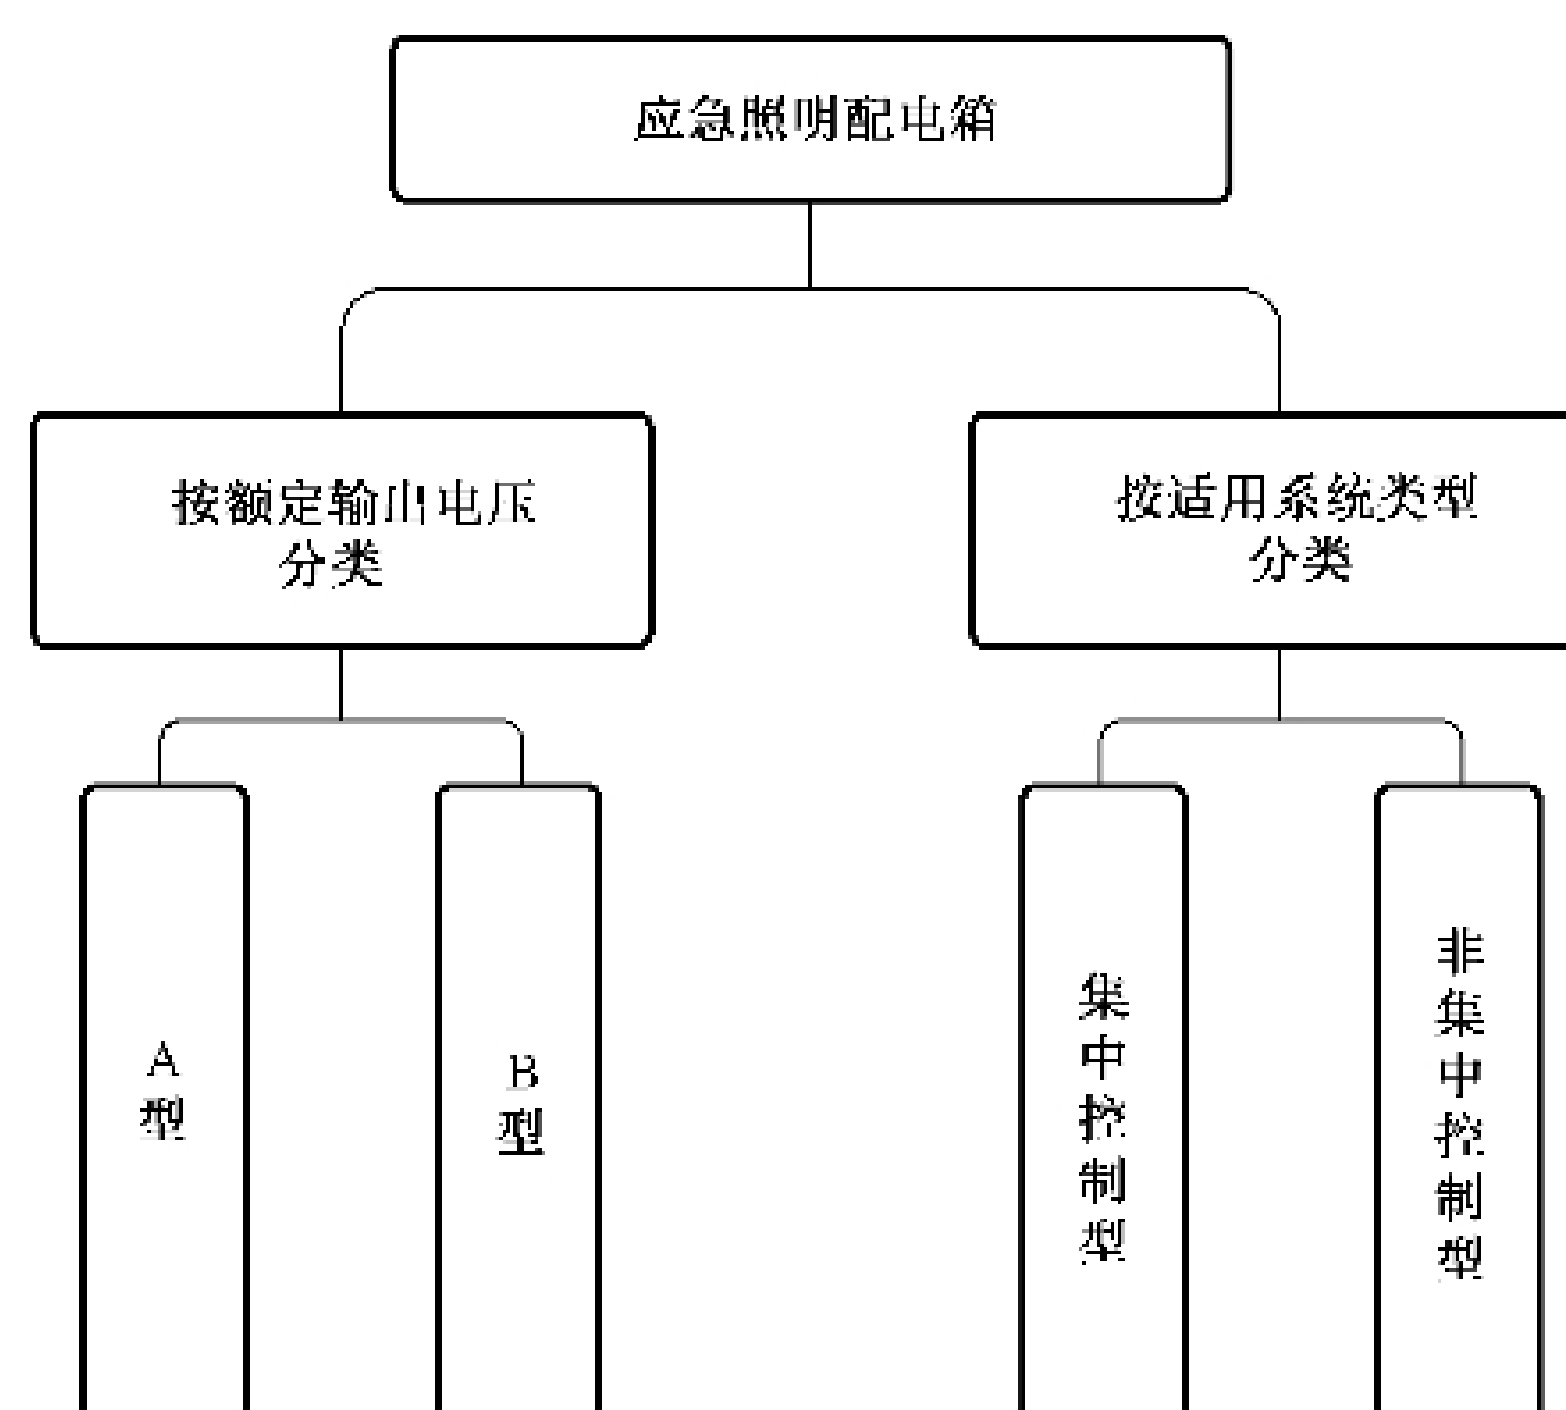 应急照明配电箱
按额定输出电压
分类
按适用系统类型
分类
A
型
B
型
集
中
控
制
型
非
集
中
控
制
型